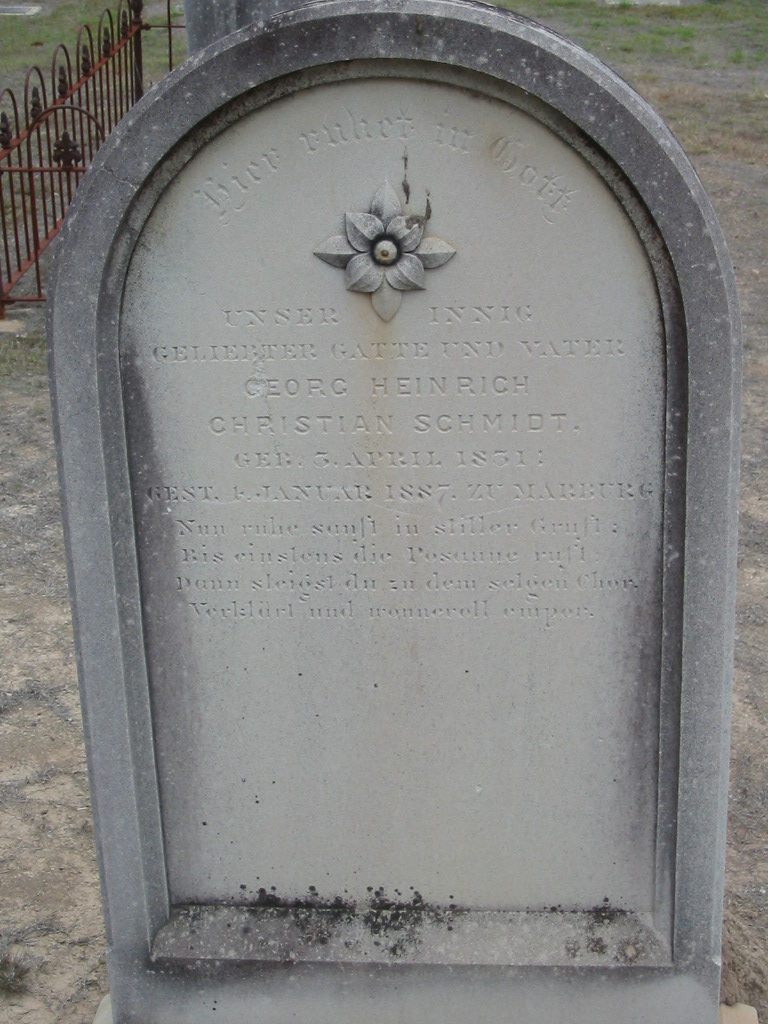 Hier ruhet in Gott
UNSER INNIG
GELIEBTER GATTE UND VATER
GEORG HEINRICH
CHRISTIAN SCHMIDT.
GEB. 3. APRIL 1831:
GEST. 4. JANUAR 1887. ZU MARBURG
Nun ruhe sanft in stiller Gruft:
Bis einstens die Posaune ruft:
Dann steigst du zu dem selgen Chor.
Verklärt und wonnevoll empor.